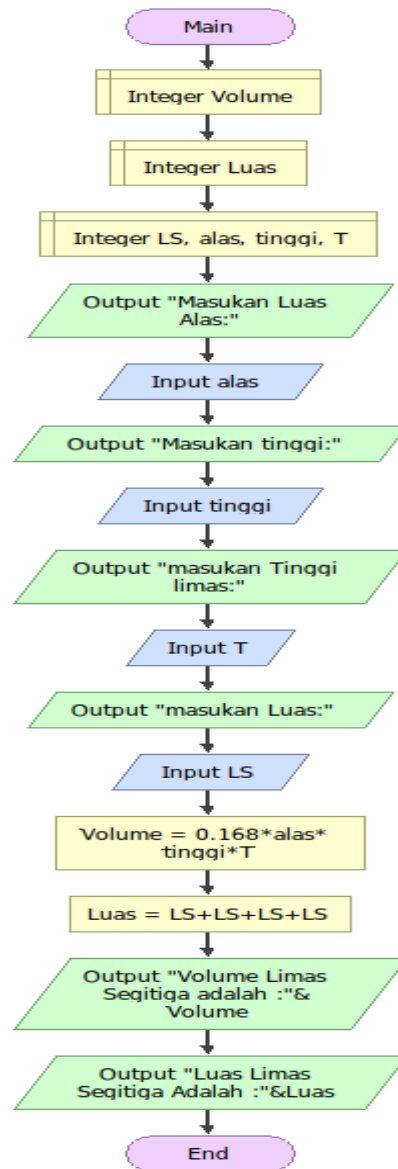 Main
Integer Volume
Integer Luas
Integer LS, alas, tinggi, T
Output "Masukan Luas
Alas:"
Input alas
Output "Masukan tinggi:"
Input tinggi
Output "masukan Tinggi
limas:"
Input T
Output "masukan Luas:"
Input LS
Volume = 0.168*alas*
tinggi*T
Luas = LS+LS+LS+LS
Output "Volume Limas
Segitiga adalah :"&
Volume
Output "Luas Limas
Segitiga Adalah :"&Luas
End